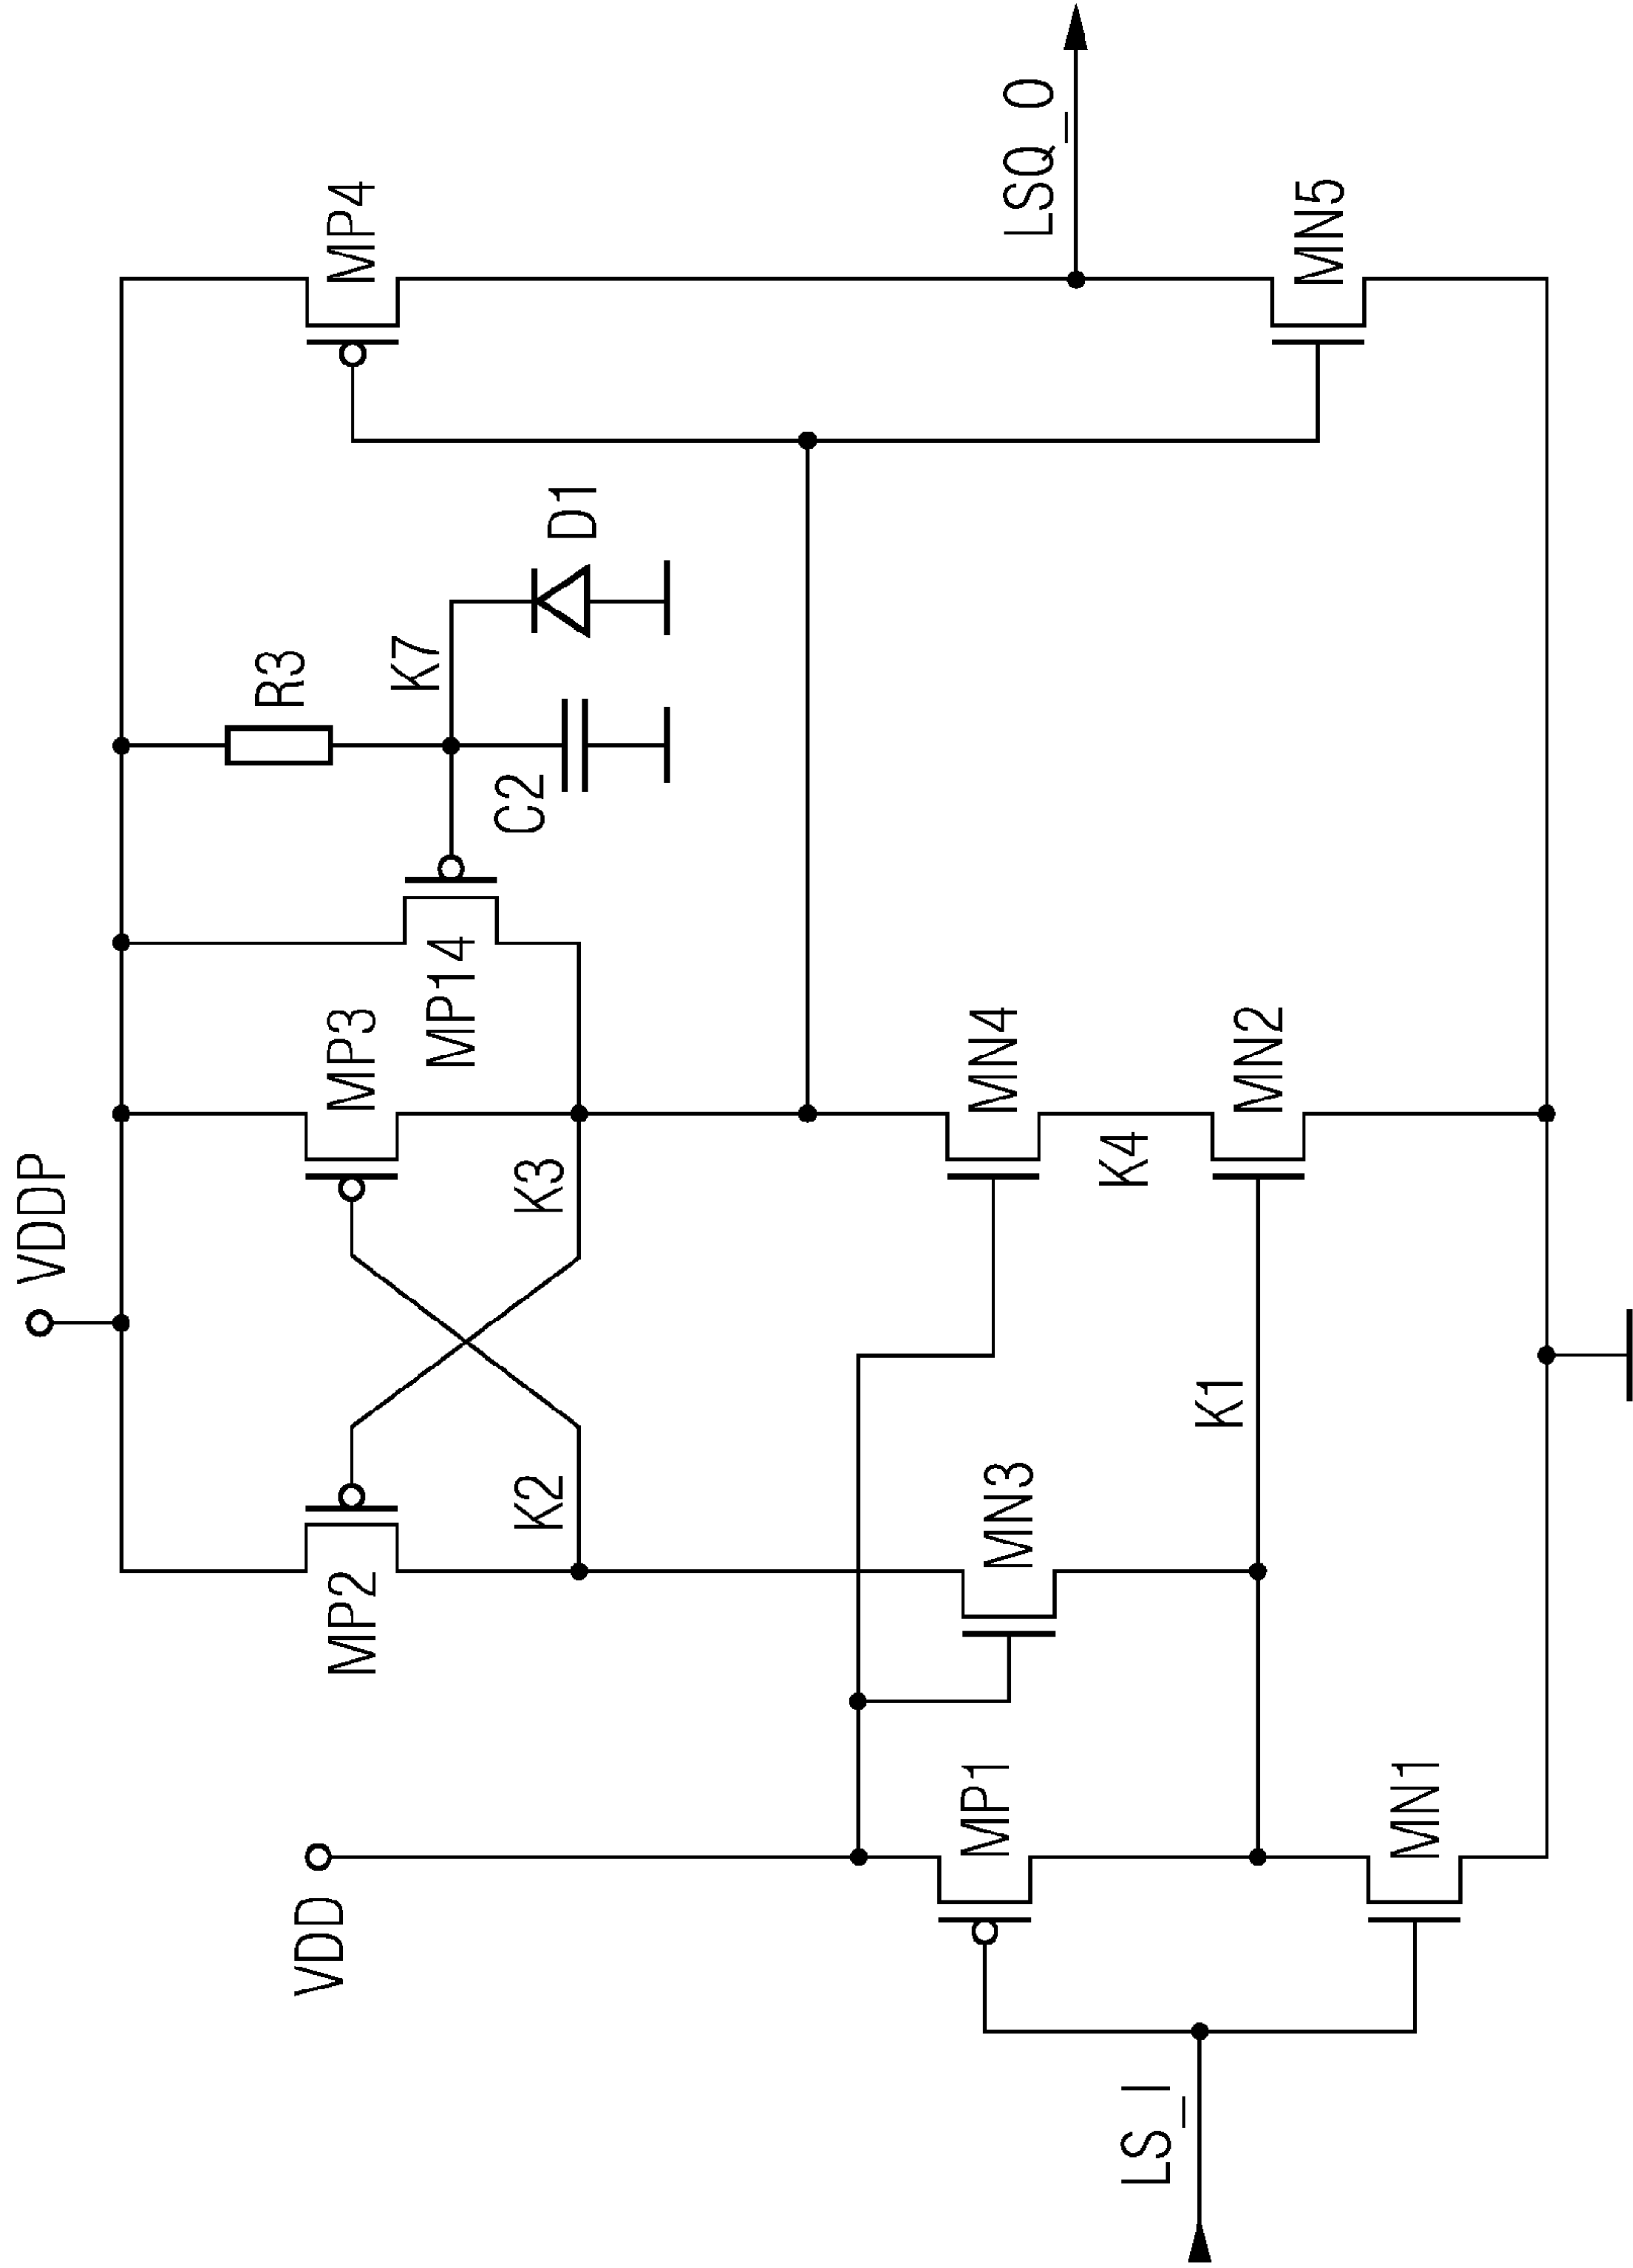 VDDP
VDD
MP2
MP3
MP14
R3
K7
C2
D1
MP4
K2
K3
MP1
MN3
MN4
K4
K1
MN2
MN1
MN5
LS_I
LSQ_O